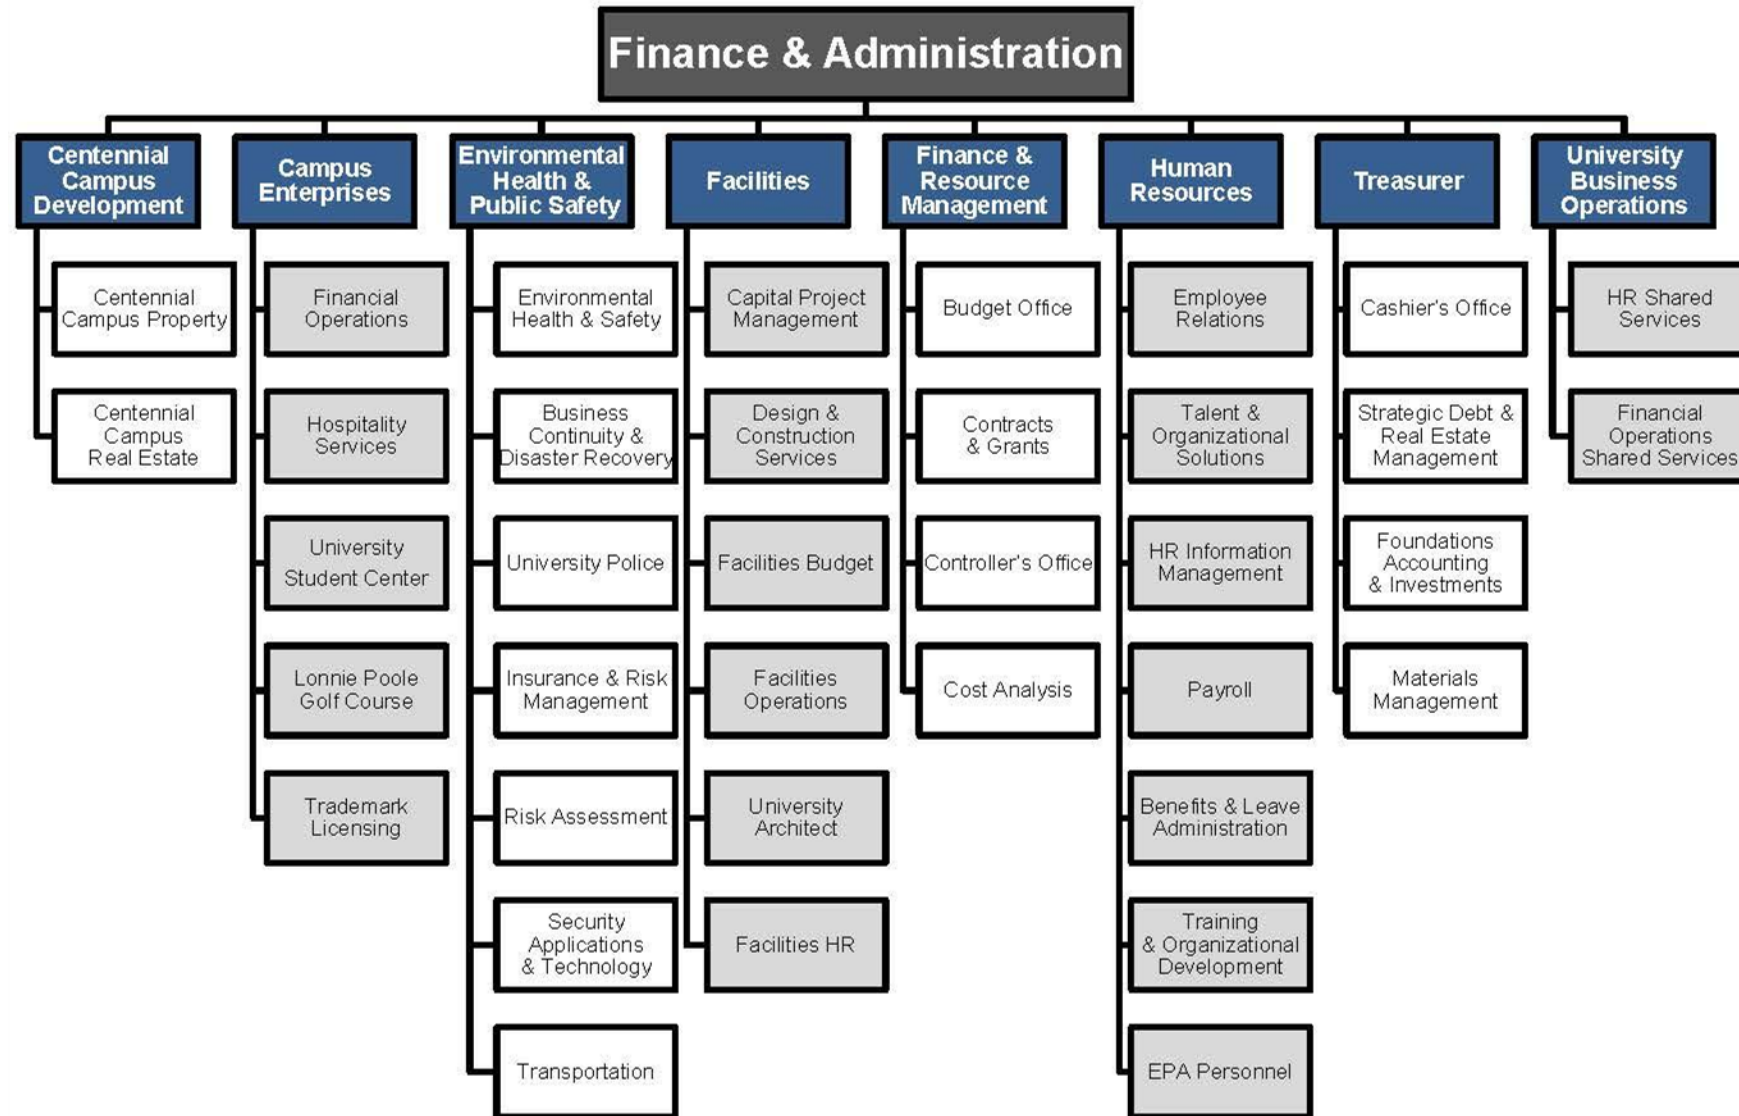 Finance & Administration
Centennial
Campus
Development
Campus
Enterprises
Environmental
Health &
Public Safety
Facilities
Finance &
Resource
Management
Human
Resources
Treasurer
University
Business
Operations
Centennial
Campus Property
Centennial
Campus
Real Estate
Financial
Operations
Hospitality
Services
University
Student Center
Lonnie Poole
Golf Course
Trademark
Licensing
Environmental
Health & Safety
Business
Continuity &
Disaster Recovery
University Police
Insurance & Risk
Management
Risk Assessment
Security
Applications
& Technology
Transportation
Capital Project
Management
Design &
Construction
Services
Facilities Budget
Facilities
Operations
University
Architect
Facilities HR
Budget Office
Contracts
& Grants
Controller's Office
Cost Analysis
Employee
Relations
Talent &
Organizational
Solutions
HR Information
Management
Payroll
Benefits & Leave
Administration
Training
& Organizational
Development
EPA Personnel
Cashier's Office
Strategic Debt &
Real Estate
Management
Foundations
Accounting
& Investments
Materials
Management
HR Shared
Services
Financial
Operations
Shared Services